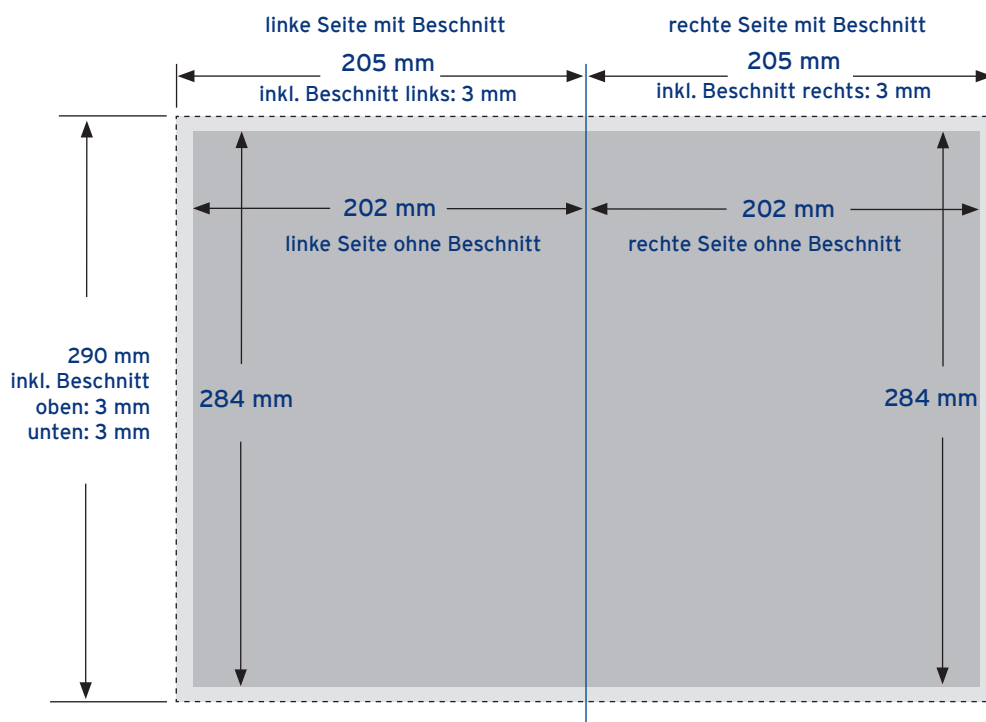 linke Seite mit Beschnitt
rechte Seite mit Beschnitt
205 mm
205 mm
inkl. Beschnitt links: 3 mm
inkl. Beschnitt rechts: 3 mm
202 mm
202 mm
linke Seite ohne Beschnitt
rechte Seite ohne Beschnitt
290 mm
inkl. Beschnitt
oben: 3 mm
unten: 3 mm
284 mm
284 mm